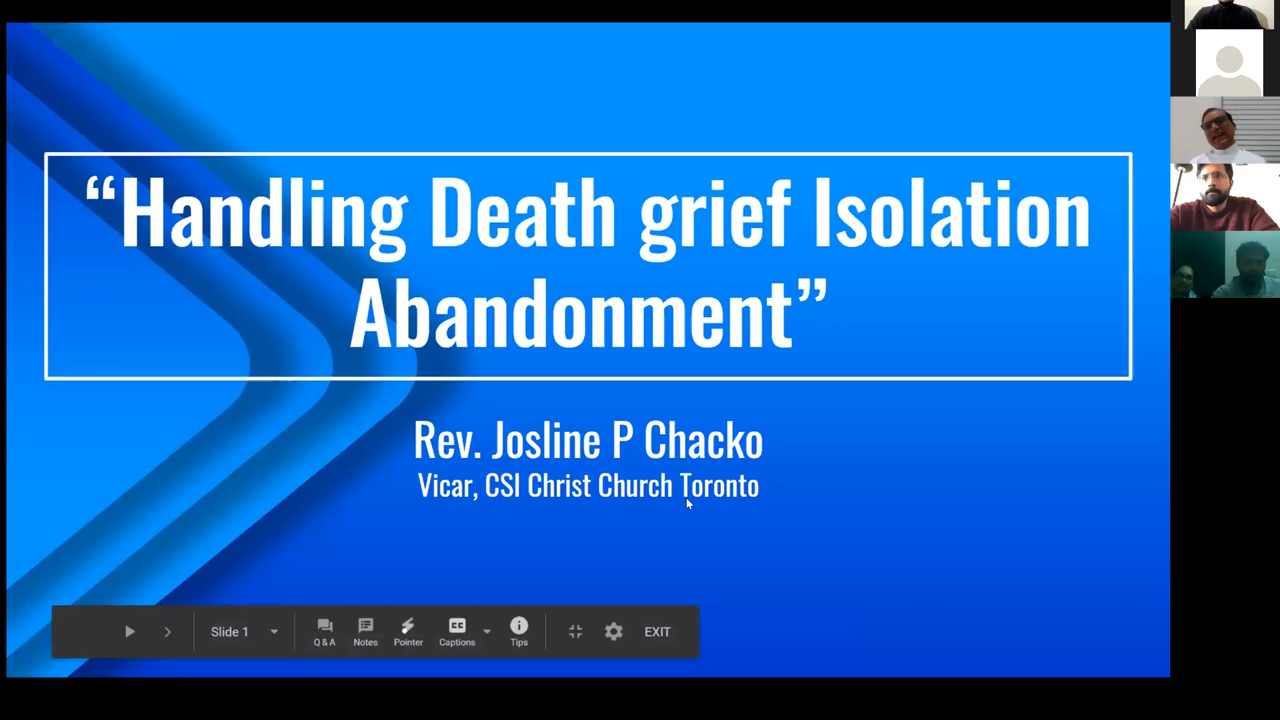 “Handling Death grief Isolation
Abandonment”
Rev. Josline P Chacko
Vicar, CSI Christ Church Toronto
Slide 1
Q & A
Notes
Pointer
Captions
Tips
EXIT